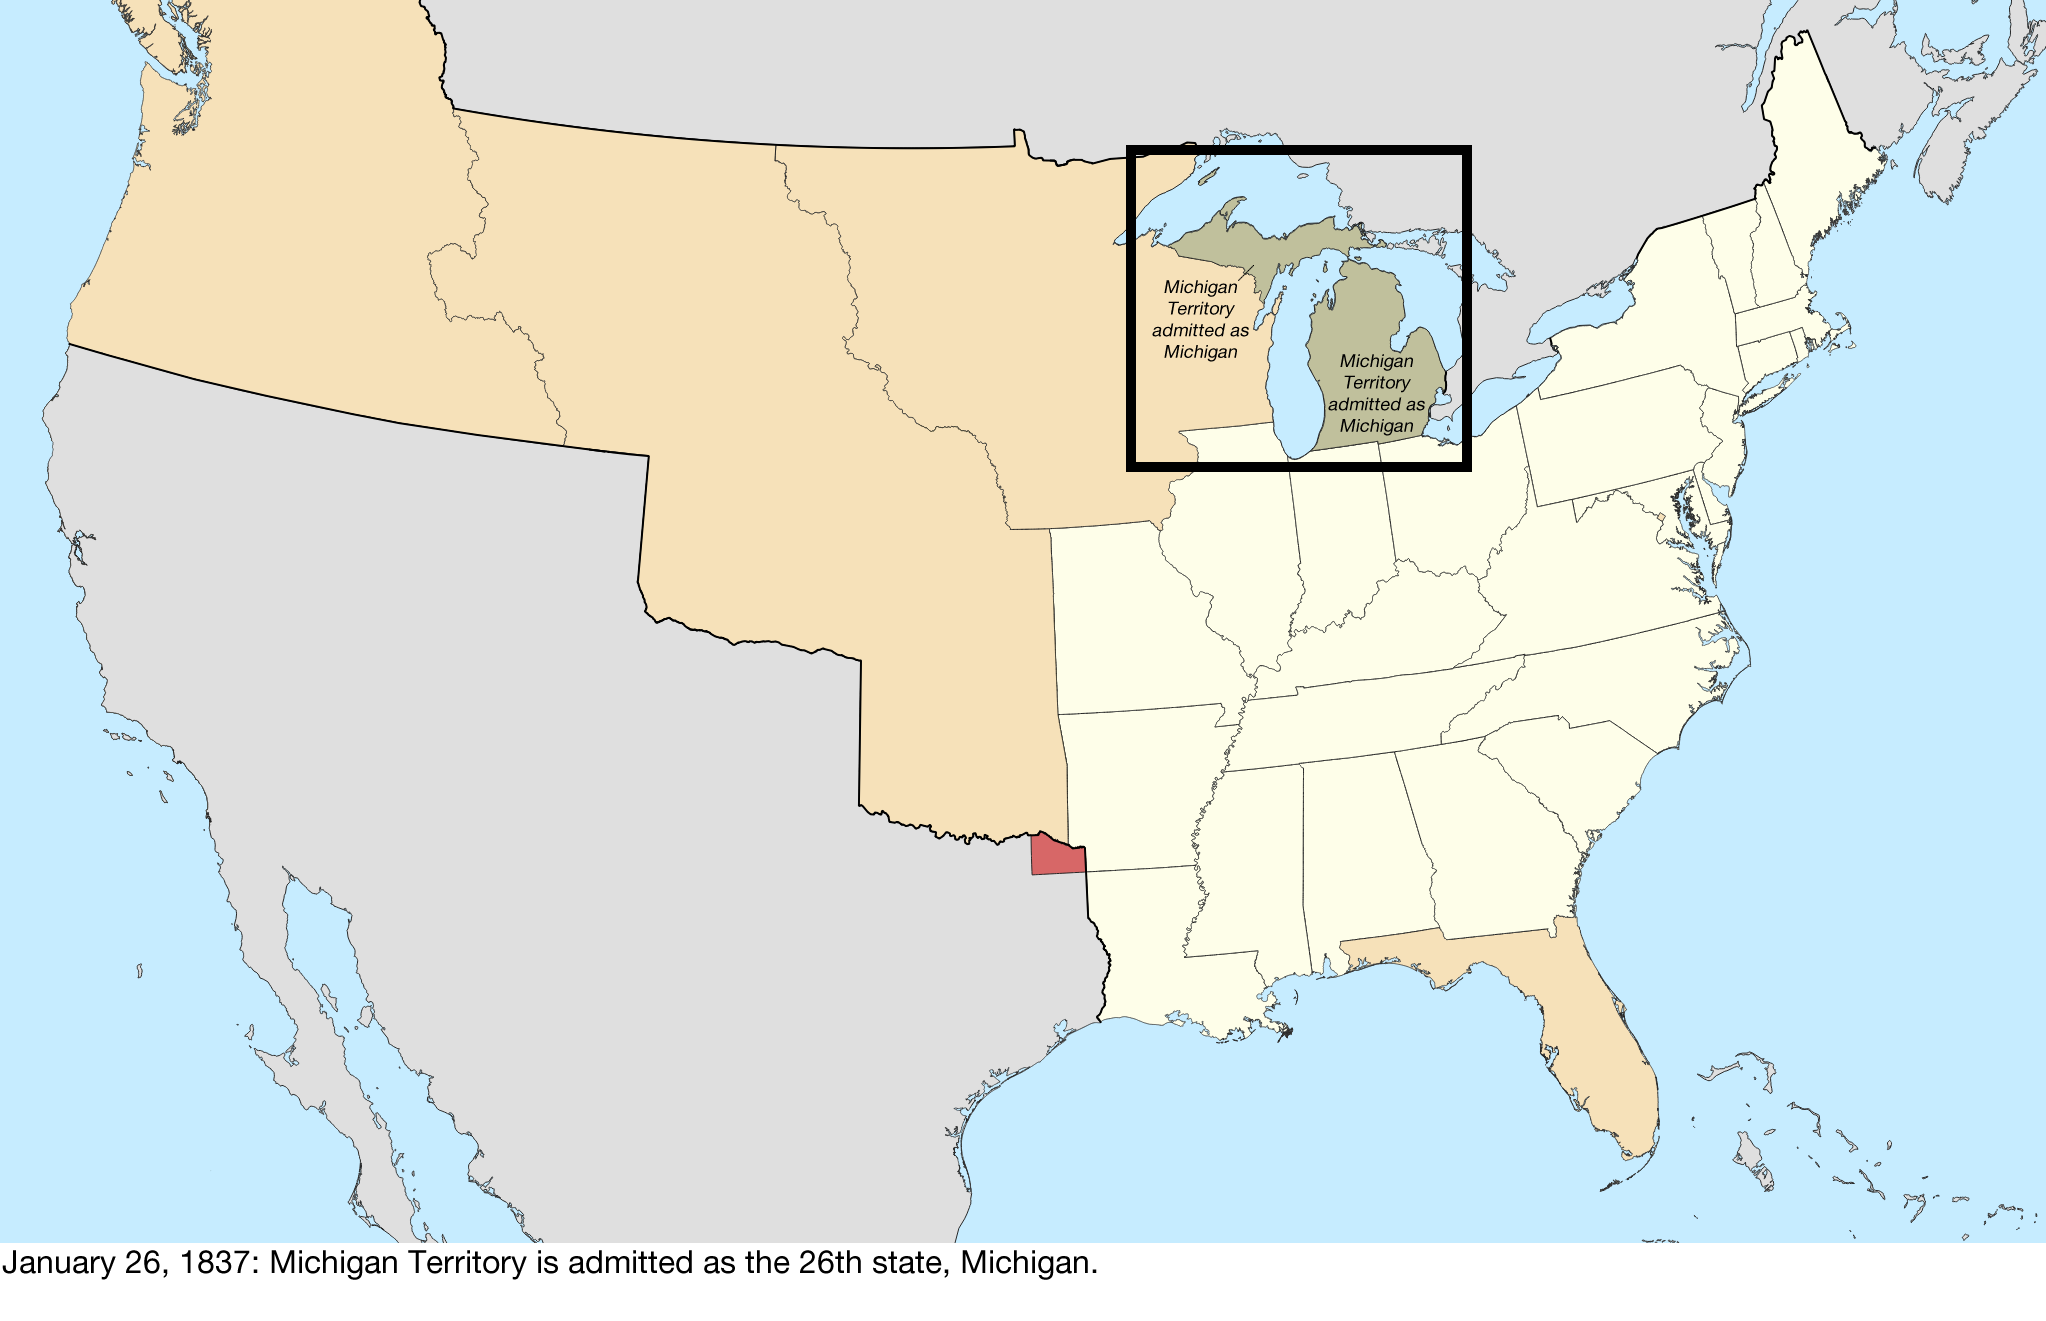 Michigan
Territory
admitted as
Michigan
Michigan
Territory
admitted as
Michigan
January 26, 1837: Michigan Territory is admitted as the 26th state, Michigan.